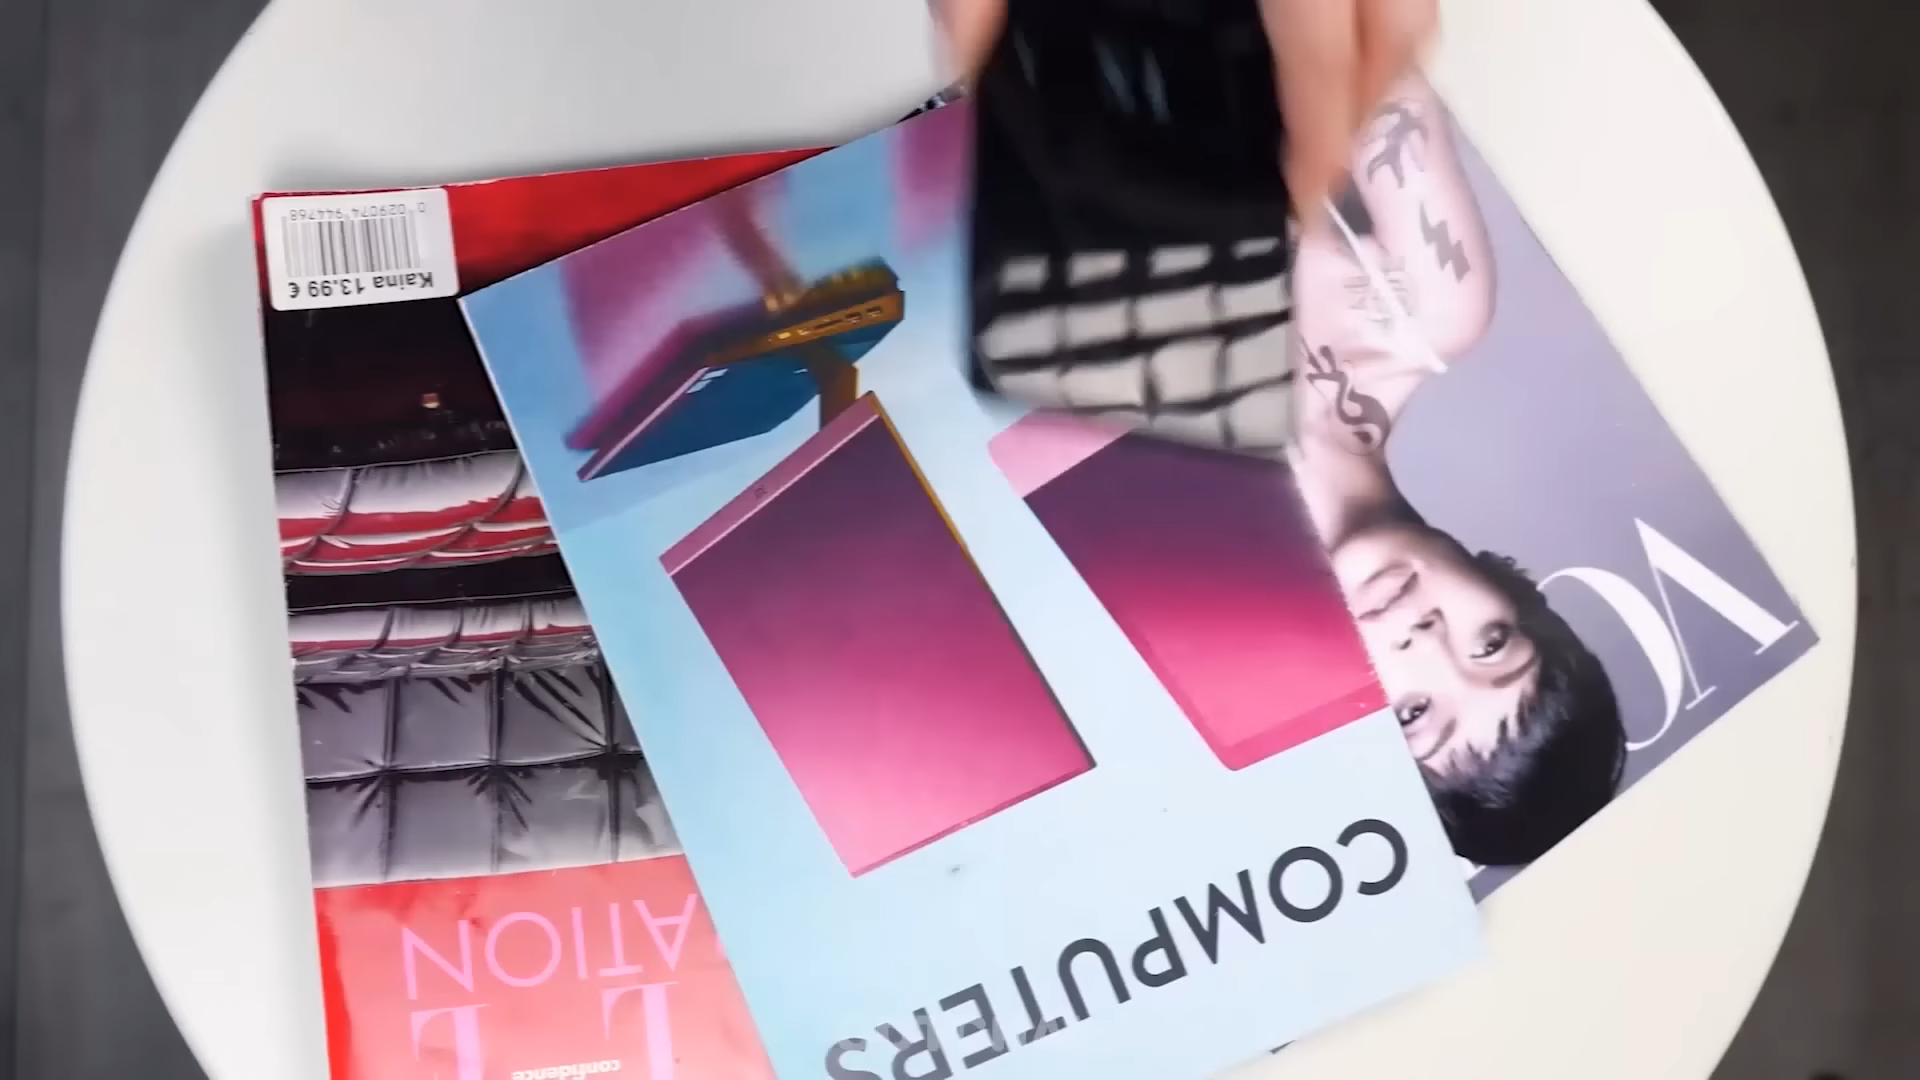 Kaina 13.99 €
0 029074 944768
COMPUTERS
VO
ATION
confidence